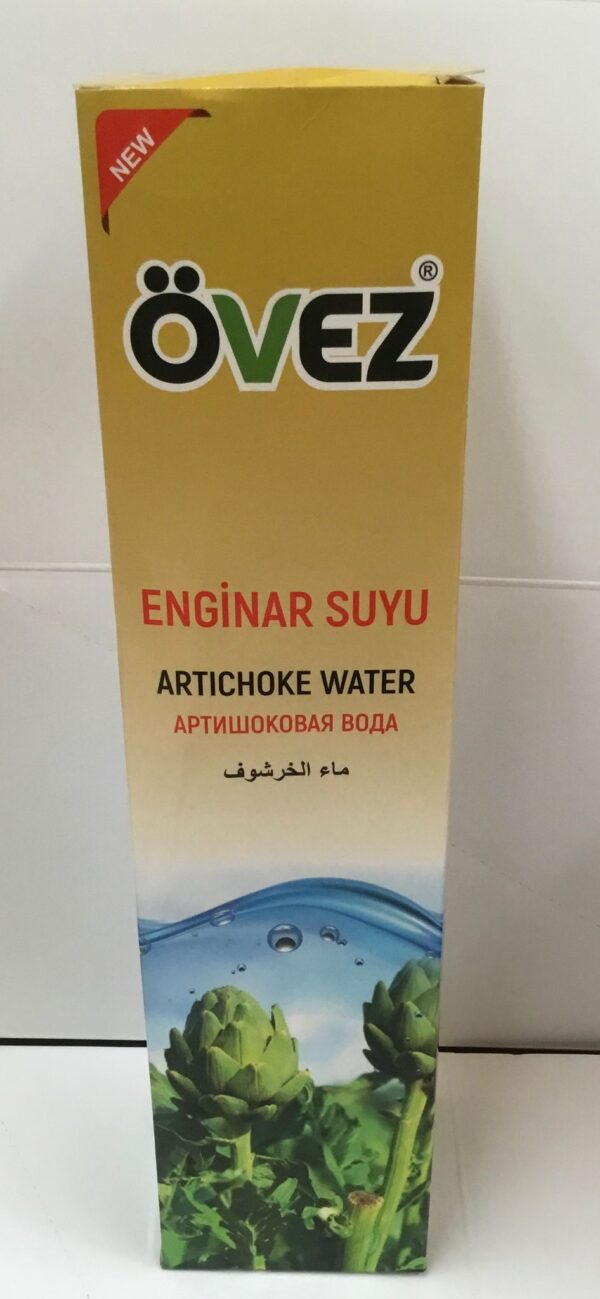 NEW
ÖVEZ®
ENGİNAR SUYU
ARTICHOKE WATER
АРТИШОКОВАЯ ВОДА
ماء الخرشوف